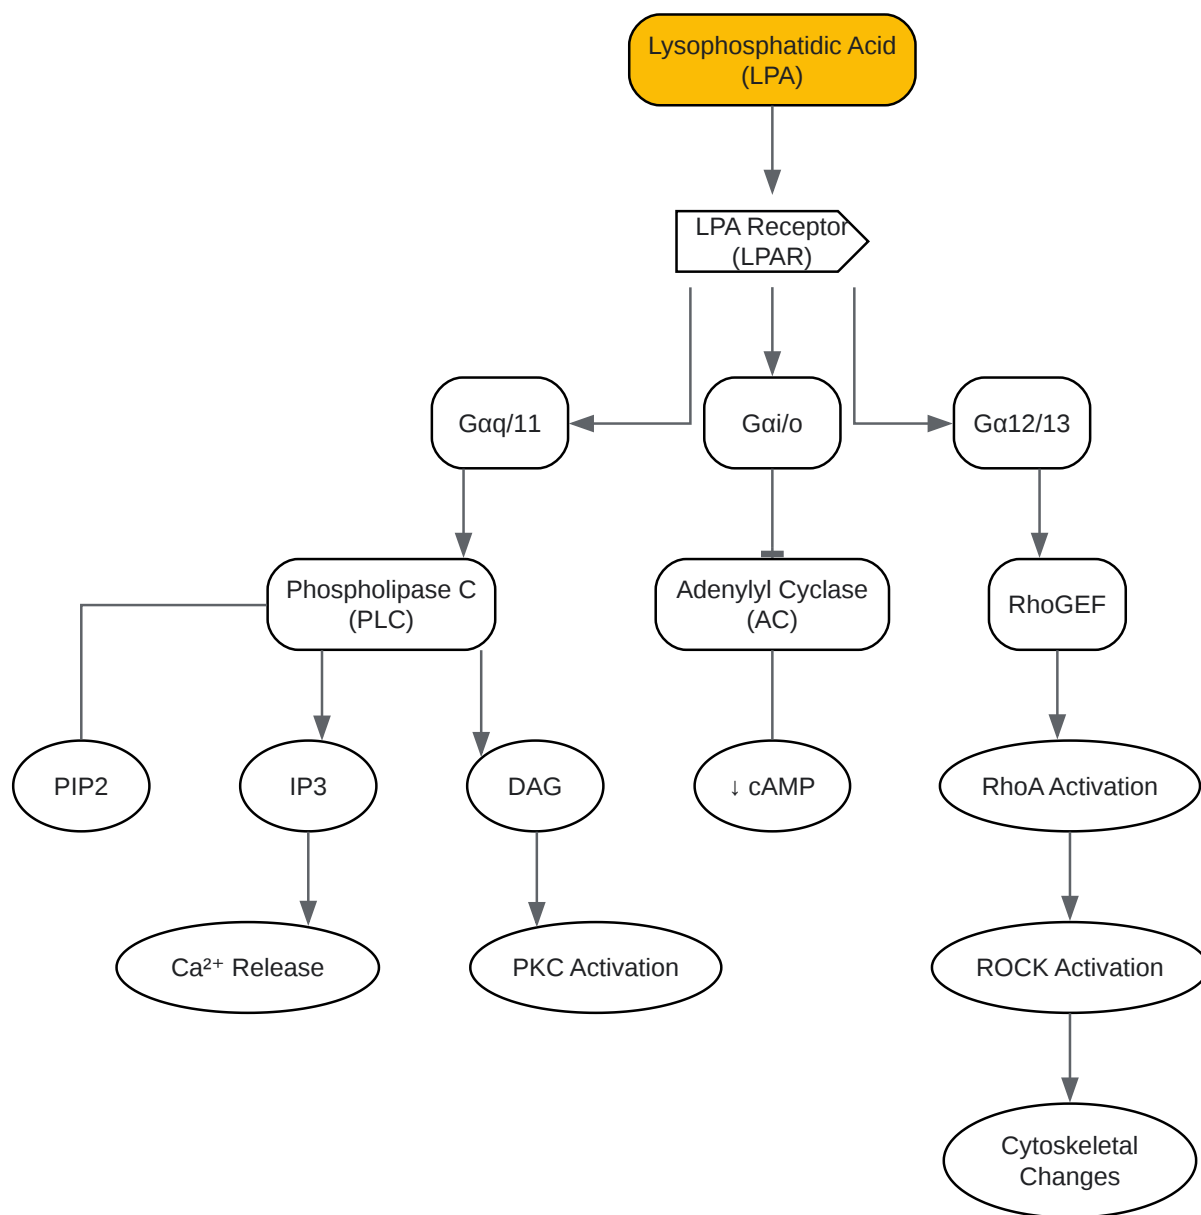 Lysophosphatidic Acid
(LPA)
LPA Receptor
(LPAR)
Gαq/11
Gαi/o
Gα12/13
Phospholipase C
(PLC)
Adenylyl Cyclase
(AC)
RhoGEF
PIP2
IP3
DAG
↓ cAMP
RhoA Activation
Ca²⁺ Release
PKC Activation
ROCK Activation
Cytoskeletal
Changes